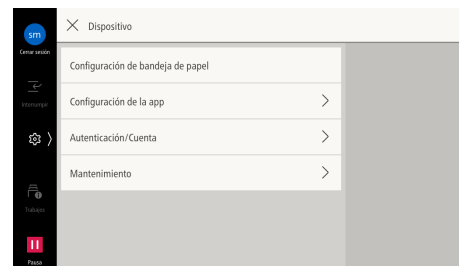 sm
Cerrar sesión
Interrumpir
Trabajos
Pausa
Dispositivo
Configuración de bandeja de papel
Configuración de la app
Autenticación/Cuenta
Mantenimiento